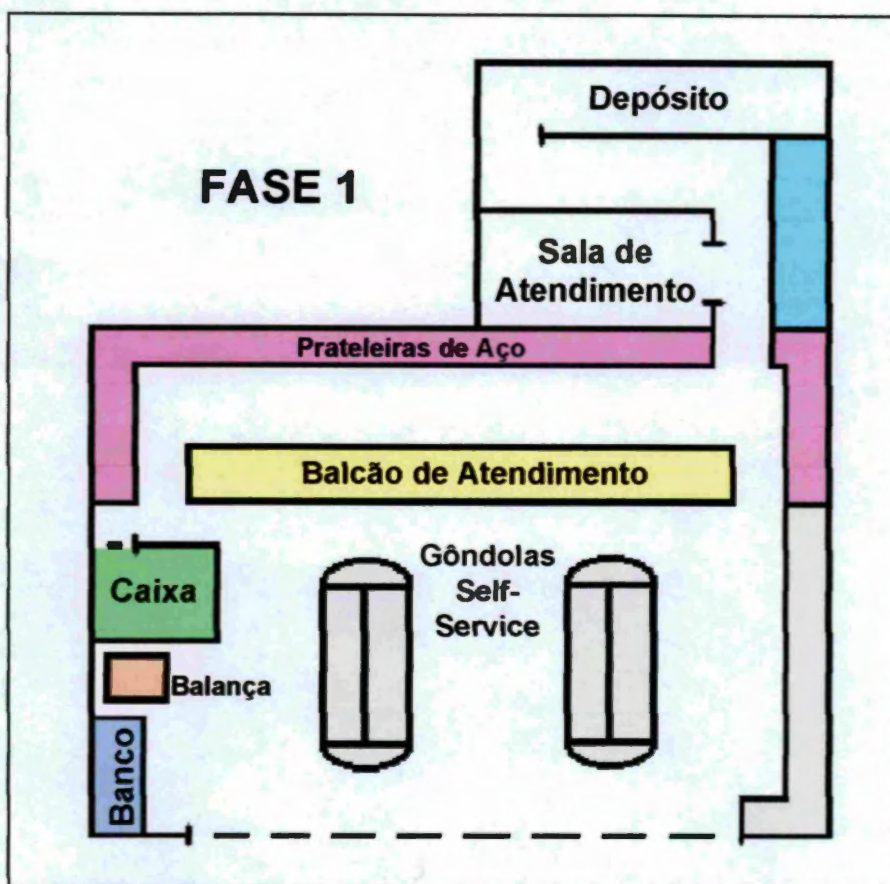 Depósito
FASE 1
Sala de
Atendimento
Prateleiras de Aço
Balcão de Atendimento
Gôndolas
Self-
Service
Caixa
Balança
Banco